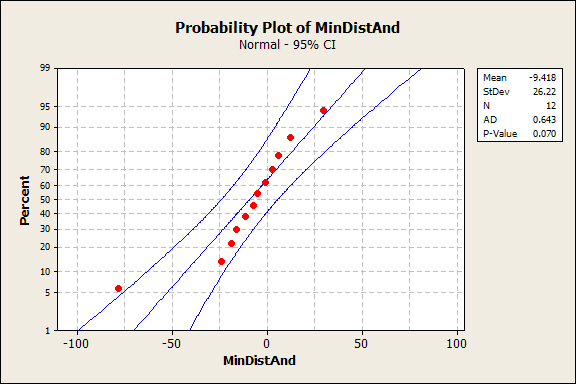 Probability Plot of MinDistAnd
Normal - 95% CI
99
95
90
80
70
60
50
40
30
20
10
5
1
Percent
-100 -50 0 50 100
MinDistAnd
Mean -9.418
StDev 26.22
N 12
AD 0.643
P-Value 0.070